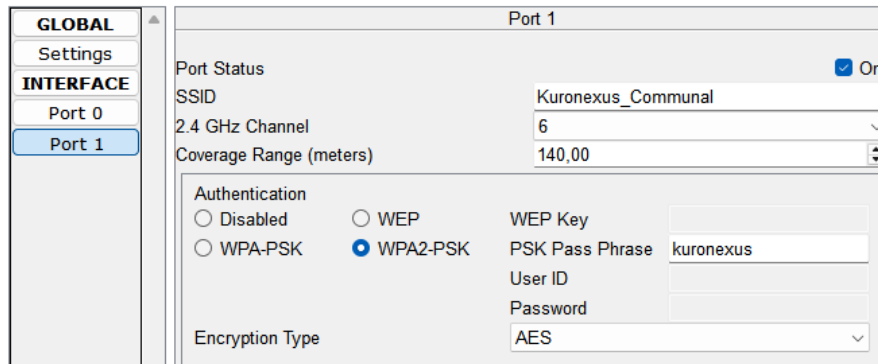 GLOBAL
Settings
INTERFACE
Port 0
Port 1
Port 1
Port Status
On
SSID
Kuronexus_Communal
2.4 GHz Channel
6
Coverage Range (meters)
140,00
Authentication
Disabled
WEP
WEP Key
WPA-PSK
WPA2-PSK
PSK Pass Phrase
kuronexus
User ID
Password
Encryption Type
AES